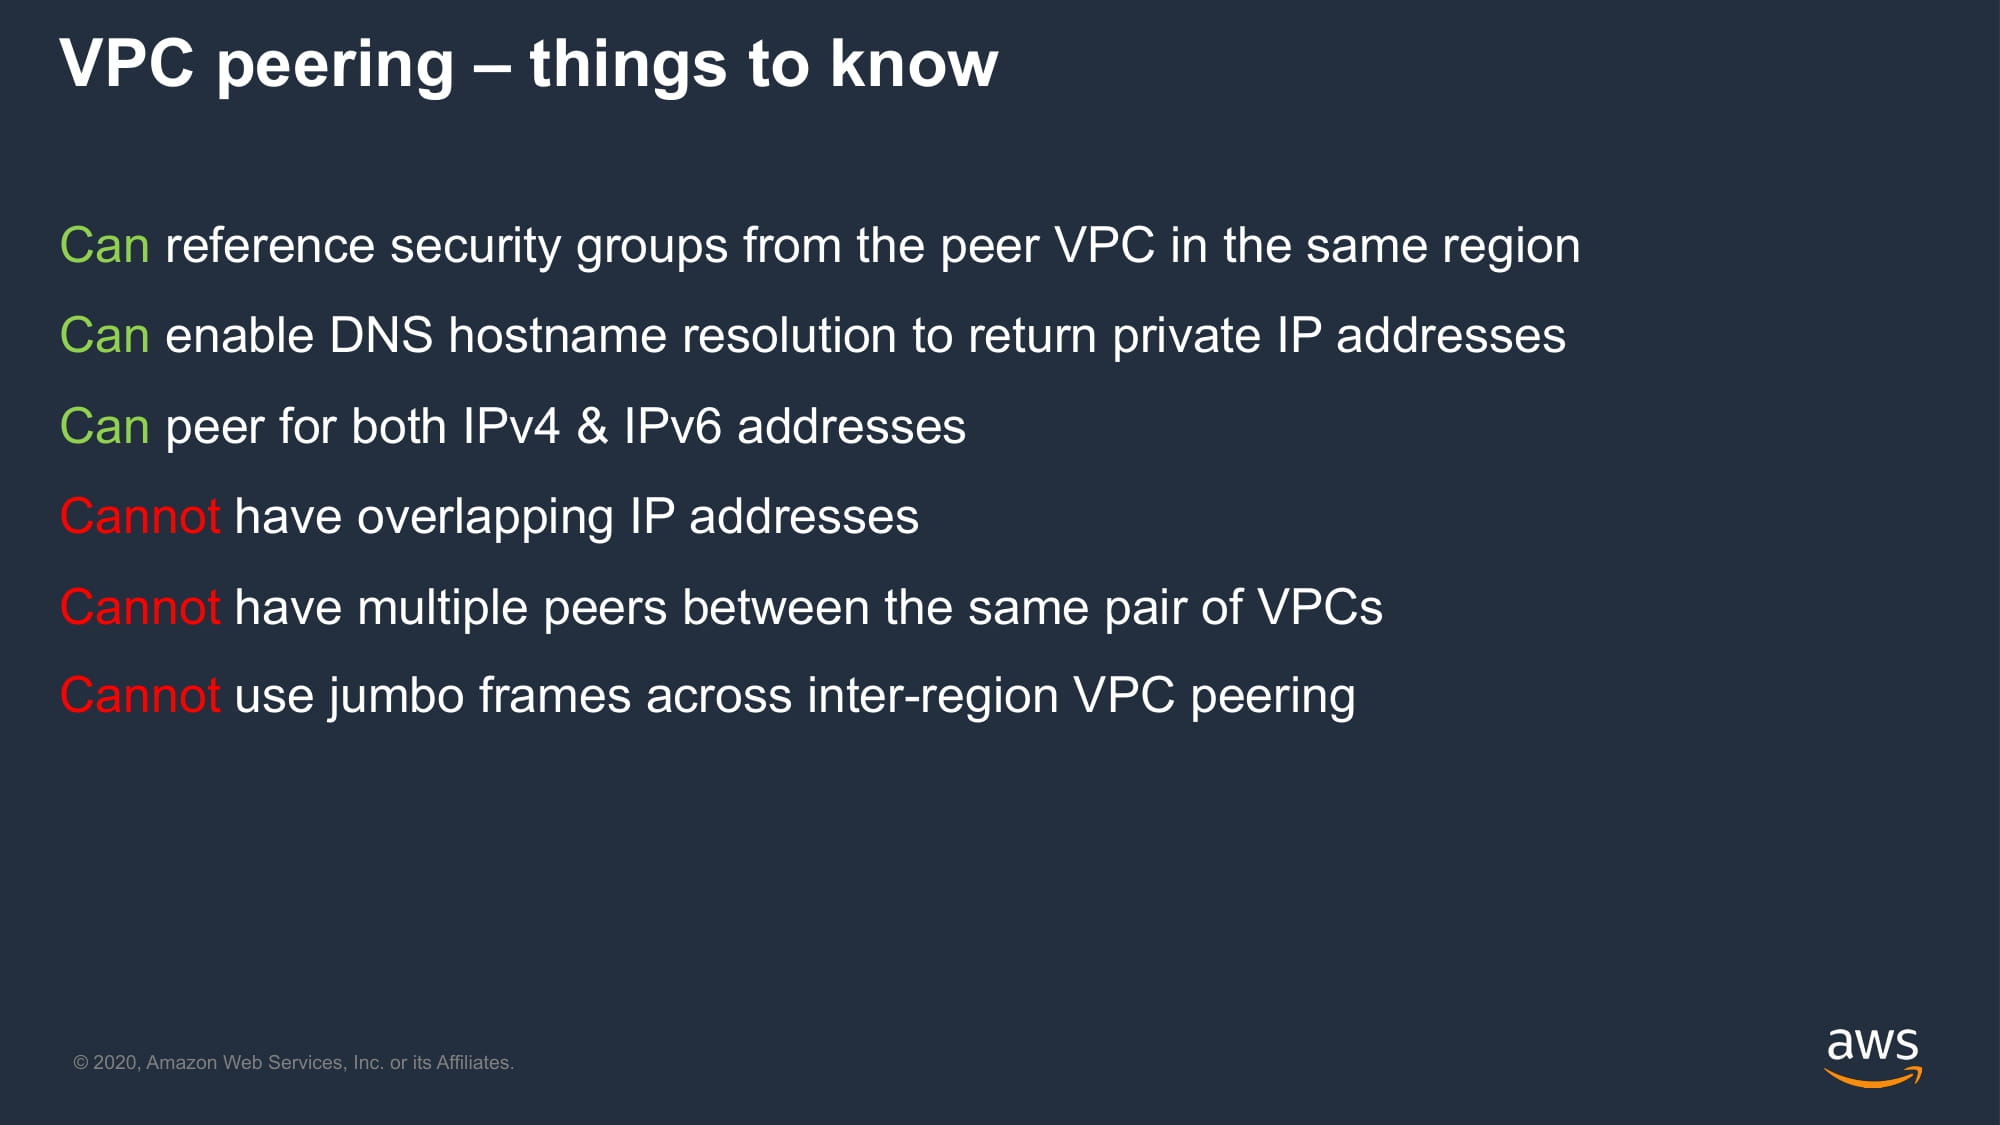 VPC peering – things to know
Can reference security groups from the peer VPC in the same region
Can enable DNS hostname resolution to return private IP addresses
Can peer for both IPv4 & IPv6 addresses
Cannot have overlapping IP addresses
Cannot have multiple peers between the same pair of VPCs
Cannot use jumbo frames across inter-region VPC peering
© 2020, Amazon Web Services, Inc. or its Affiliates.
aws